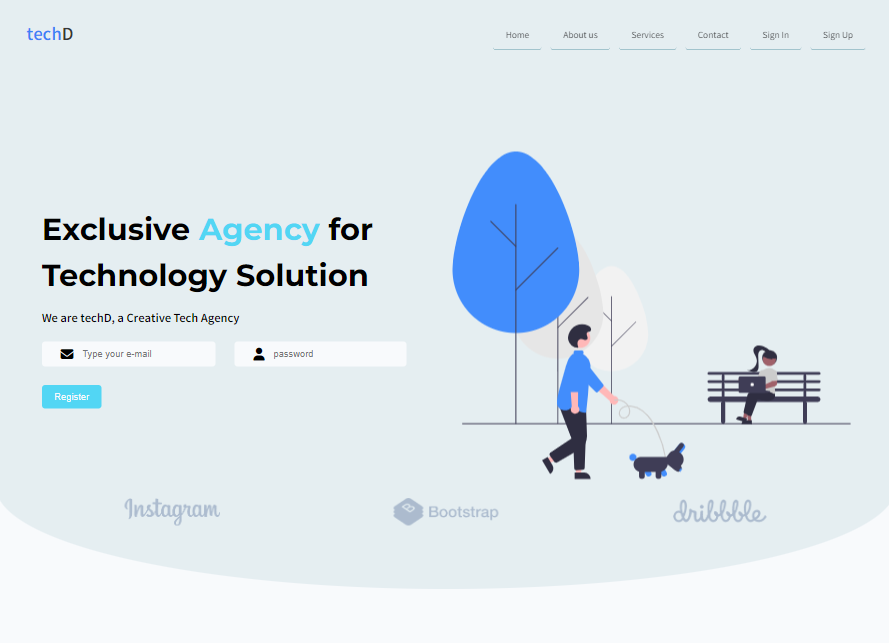 techD
Home About us Services Contact Sign In Sign Up
Exclusive Agency for
Technology Solution
We are techD, a Creative Tech Agency
Type your e-mail password
Register
Instagram Bootstrap dribbble